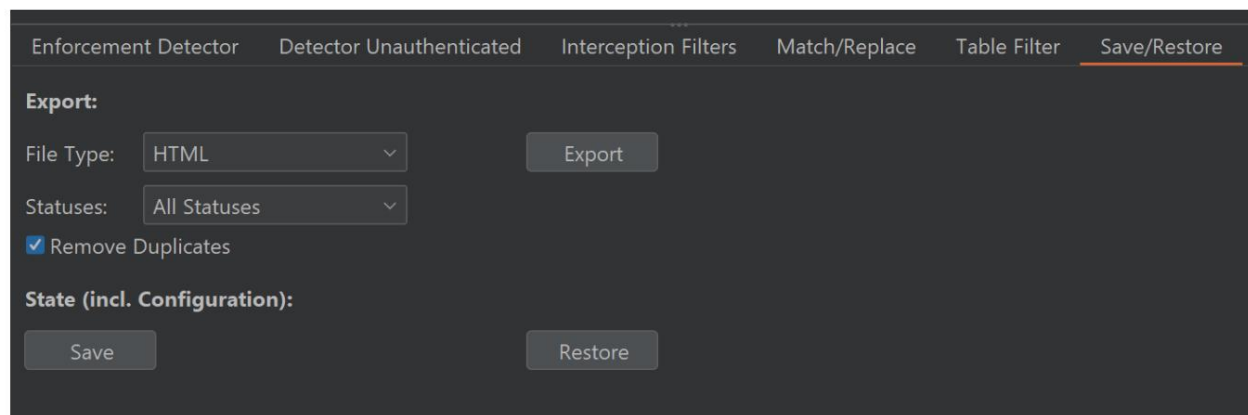 Enforcement Detector Detector Unauthenticated Interception Filters Match/Replace Table Filter Save/Restore
Export:
File Type: HTML Export
Statuses: All Statuses
Remove Duplicates
State (incl. Configuration):
Save Restore